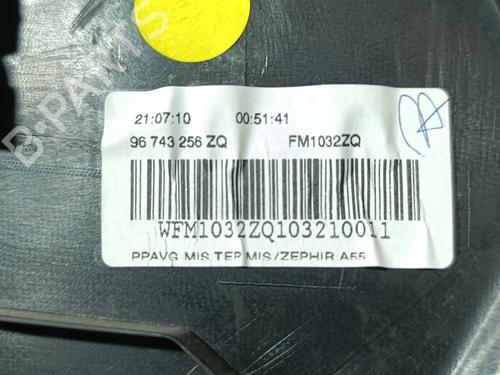 B-PARTS
21:07:10 00:51:41
96 743 256 ZQ FM1032ZQ
WFM1032ZQ103210011
PPAVG MIS TEP MIS/ZEPHIR A55